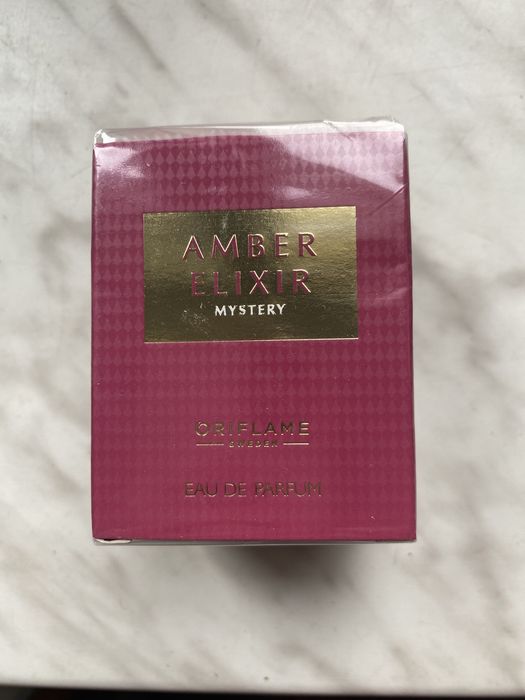 AMBER
ELIXIR
MYSTERY
ORIFLAME
SWEDEN
EAU DE PARFUM